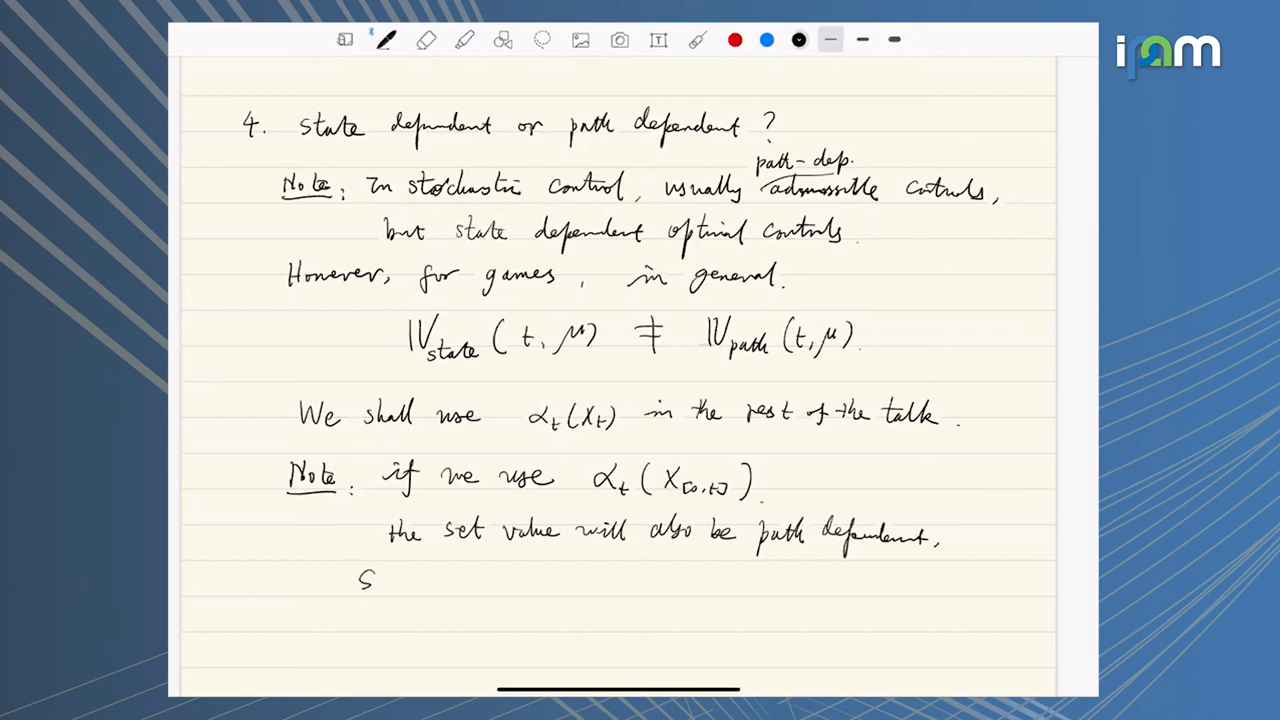 ipam
4. state dependent or path dependent ?
path-dep.
Note: In stochastic control, usually admissible controls,
but state dependent optimal controls.
However, for games, in general.
𝕍state (t, μ) ≠ 𝕍path (t, μ).
We shall use αt(Xt) in the rest of the talk.
Note: if we use αt(X[0,t]).
the set value will also be path dependent,
S